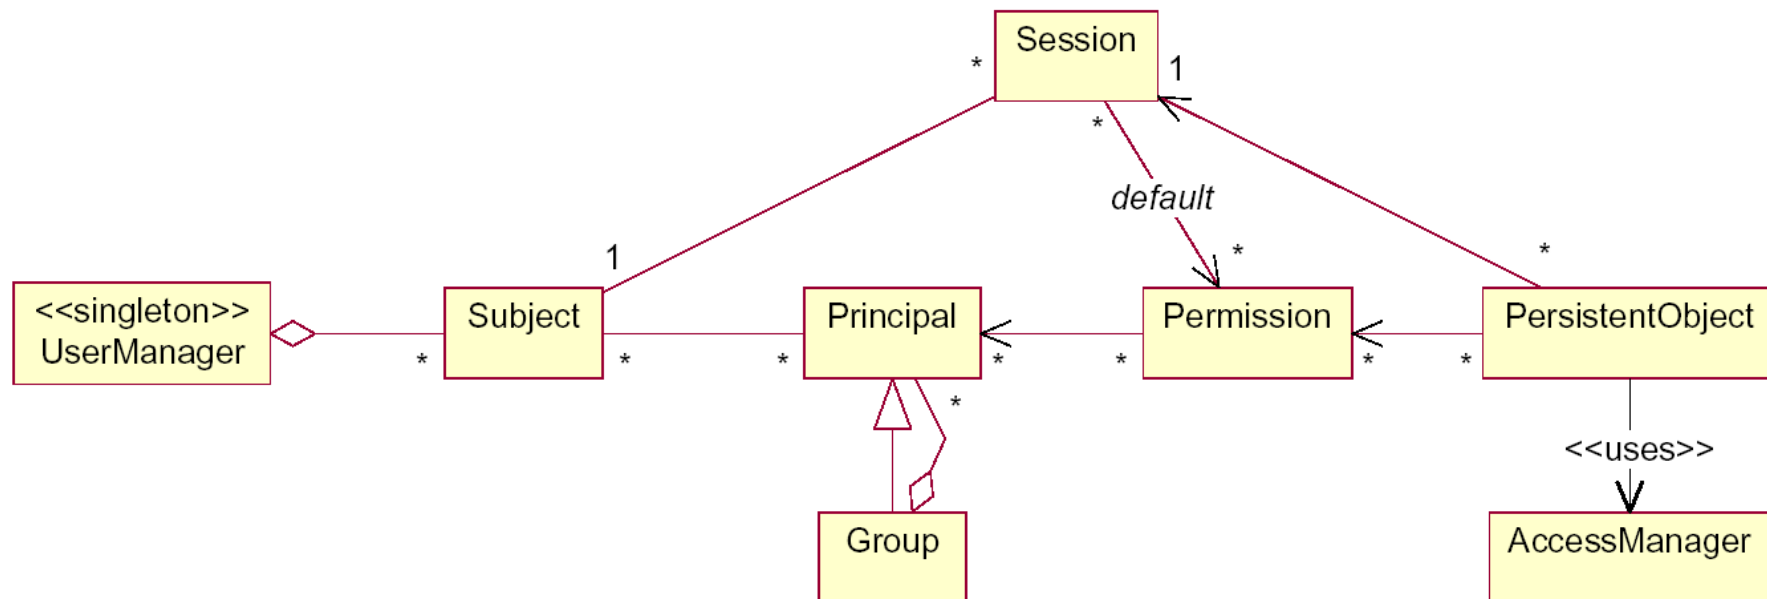 Session
*
1
*
default
1
*
*
<<singleton>>
UserManager
Subject
Principal
Permission
PersistentObject
*
*
*
*
*
*
*
*
<<uses>>
Group
AccessManager